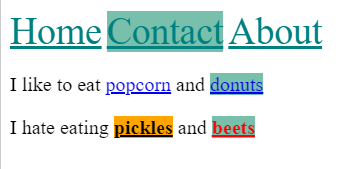 Home Contact About
I like to eat popcorn and donuts
I hate eating pickles and beets